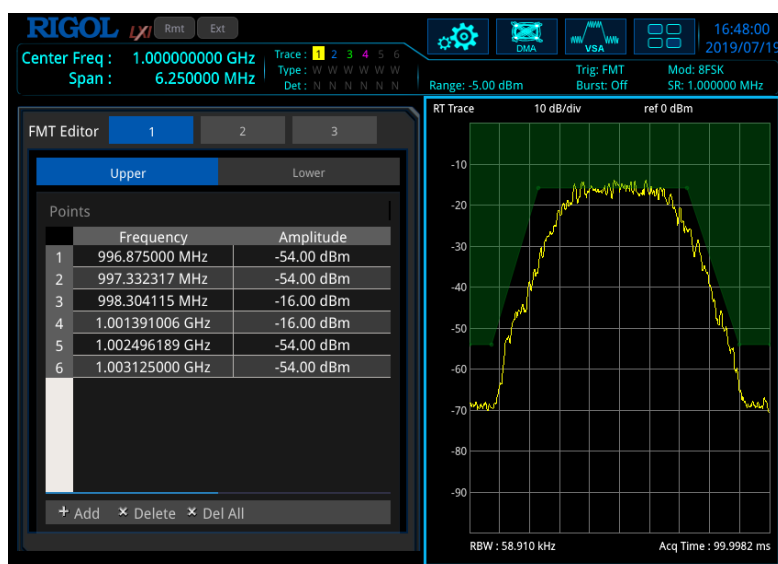 RIGOL LXI Rmt Ext
Center Freq : 1.000000000 GHz
Span : 6.250000 MHz
Trace : 1 2 3 4 5 6
Type : W W W W W W
Det : N N N N N N
DMA
VSA
16:48:00
2019/07/19
Range: -5.00 dBm
Trig: FMT
Burst: Off
Mod: 8FSK
SR: 1.000000 MHz
FMT Editor 1 2 3
Upper Lower
Points
Frequency Amplitude
1 996.875000 MHz -54.00 dBm
2 997.332317 MHz -54.00 dBm
3 998.304115 MHz -16.00 dBm
4 1.001391006 GHz -16.00 dBm
5 1.002496189 GHz -54.00 dBm
6 1.003125000 GHz -54.00 dBm
+ Add × Delete × Del All
RT Trace 10 dB/div ref 0 dBm
-10
-20
-30
-40
-50
-60
-70
-80
-90
RBW : 58.910 kHz Acq Time : 99.9982 ms